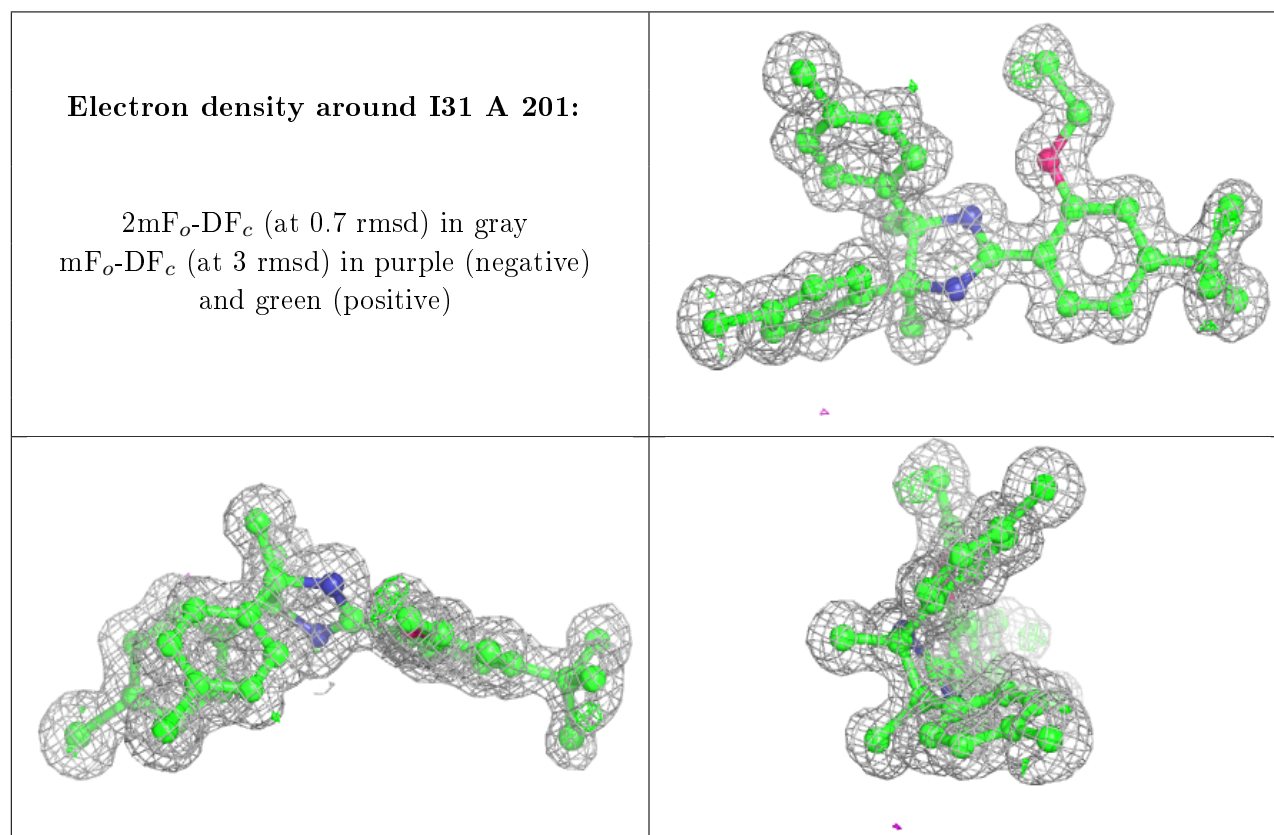 Electron density around I31 A 201:
2mFo-DFc (at 0.7 rmsd) in gray
mFo-DFc (at 3 rmsd) in purple (negative)
and green (positive)